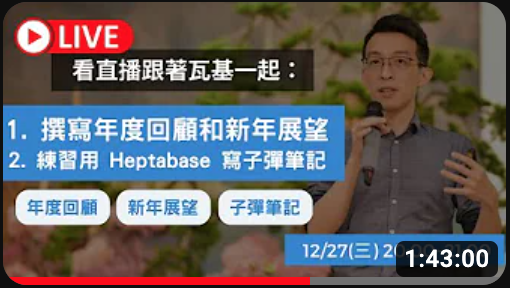 LIVE
看直播跟著瓦基一起：
1. 撰寫年度回顧和新年展望
2. 練習用 Heptabase 寫子彈筆記
年度回顧 新年展望 子彈筆記
12/27(三)
1:43:00